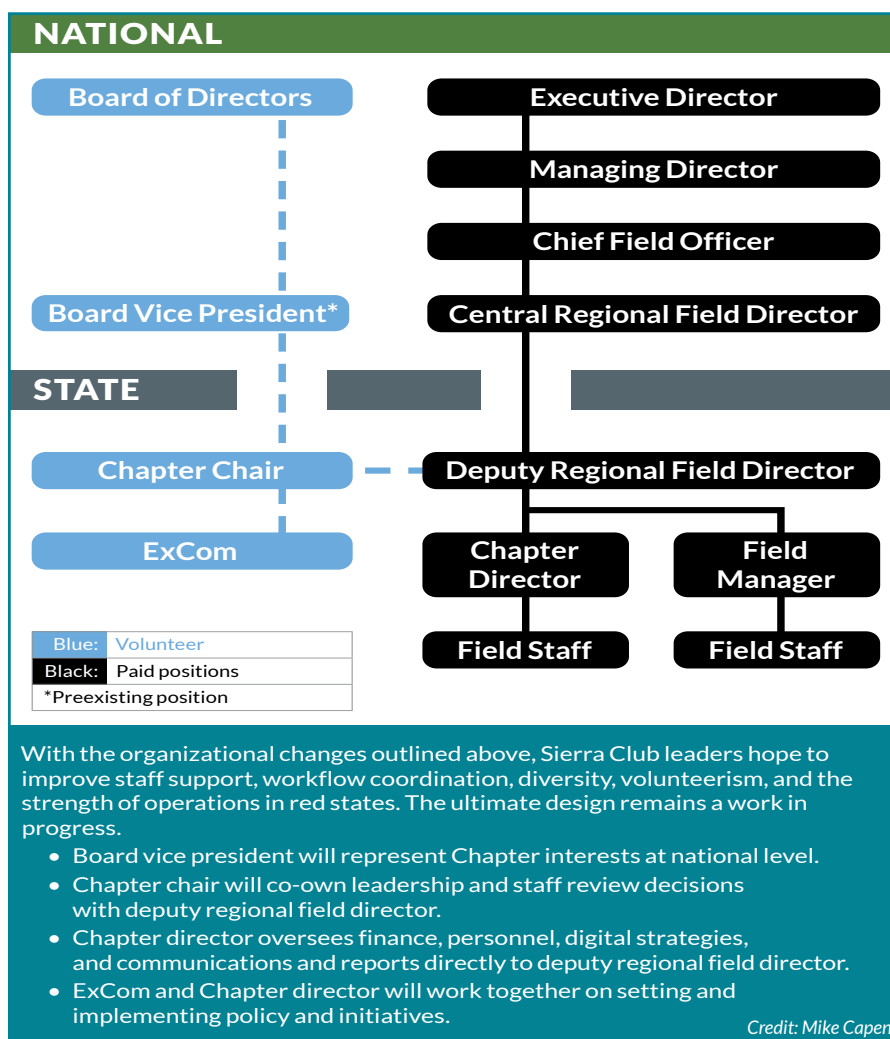 NATIONAL
Board of Directors
Executive Director
Managing Director
Chief Field Officer
Board Vice President*
Central Regional Field Director
STATE
Chapter Chair
Deputy Regional Field Director
ExCom
Chapter
Director
Field
Manager
Field Staff
Field Staff
Blue: Volunteer
Black: Paid positions
*Preexisting position
With the organizational changes outlined above, Sierra Club leaders hope to
improve staff support, workflow coordination, diversity, volunteerism, and the
strength of operations in red states. The ultimate design remains a work in
progress.
• Board vice president will represent Chapter interests at national level.
• Chapter chair will co-own leadership and staff review decisions
with deputy regional field director.
• Chapter director oversees finance, personnel, digital strategies,
and communications and reports directly to deputy regional field director.
• ExCom and Chapter director will work together on setting and
implementing policy and initiatives.
Credit: Mike Capen